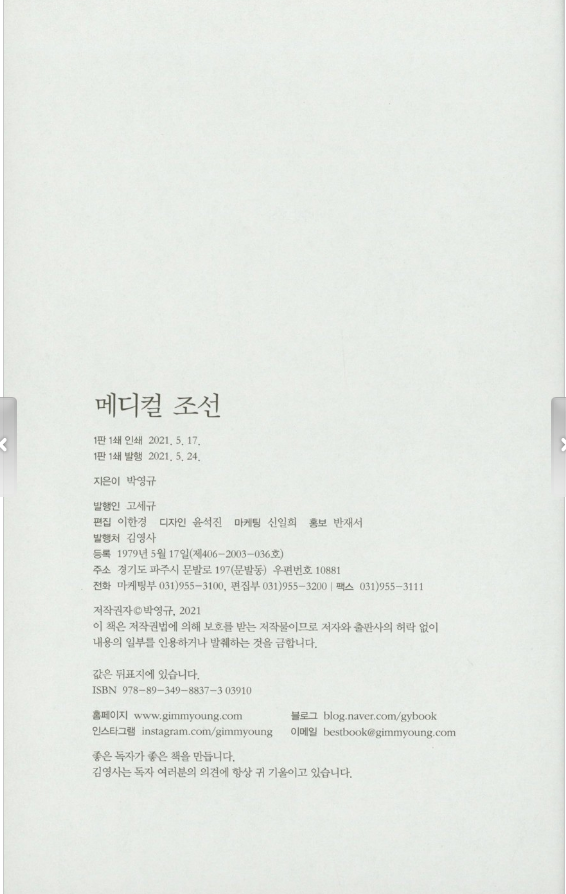 메디컬 조선
1판 1쇄 인쇄 2021. 5. 17.
1판 1쇄 발행 2021. 5. 24.
지은이 박영규
발행인 고세규
편집 이한경 디자인 윤석진 마케팅 신일희 홍보 반재서
발행처 김영사
등록 1979년 5월 17일(제406-2003-036호)
주소 경기도 파주시 문발로 197(문발동) 우편번호 10881
전화 마케팅부 031)955-3100, 편집부 031)955-3200 | 팩스 031)955-3111
저작권자 ⓒ박영규, 2021
이 책은 저작권법에 의해 보호를 받는 저작물이므로 저자와 출판사의 허락 없이
내용의 일부를 인용하거나 발췌하는 것을 금합니다.
값은 뒤표지에 있습니다.
ISBN 978-89-349-8837-3 03910
홈페이지 www.gimmyoung.com 블로그 blog.naver.com/gybook
인스타그램 instagram.com/gimmyoung 이메일 bestbook@gimmyoung.com
좋은 독자가 좋은 책을 만듭니다.
김영사는 독자 여러분의 의견에 항상 귀 기울이고 있습니다.